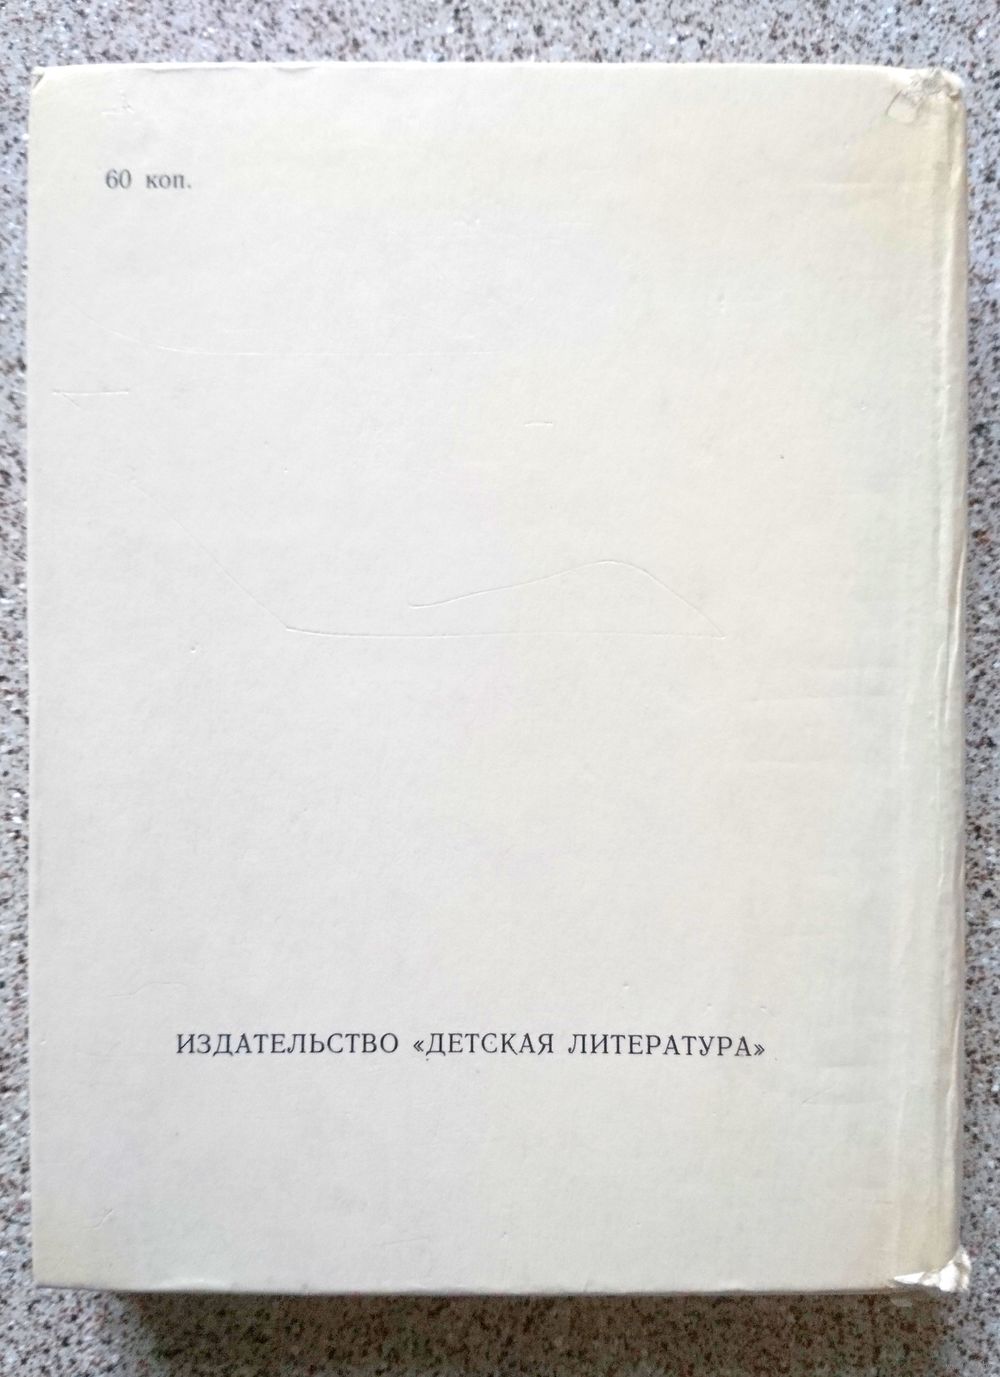 60 коп.
ИЗДАТЕЛЬСТВО «ДЕТСКАЯ ЛИТЕРАТУРА»